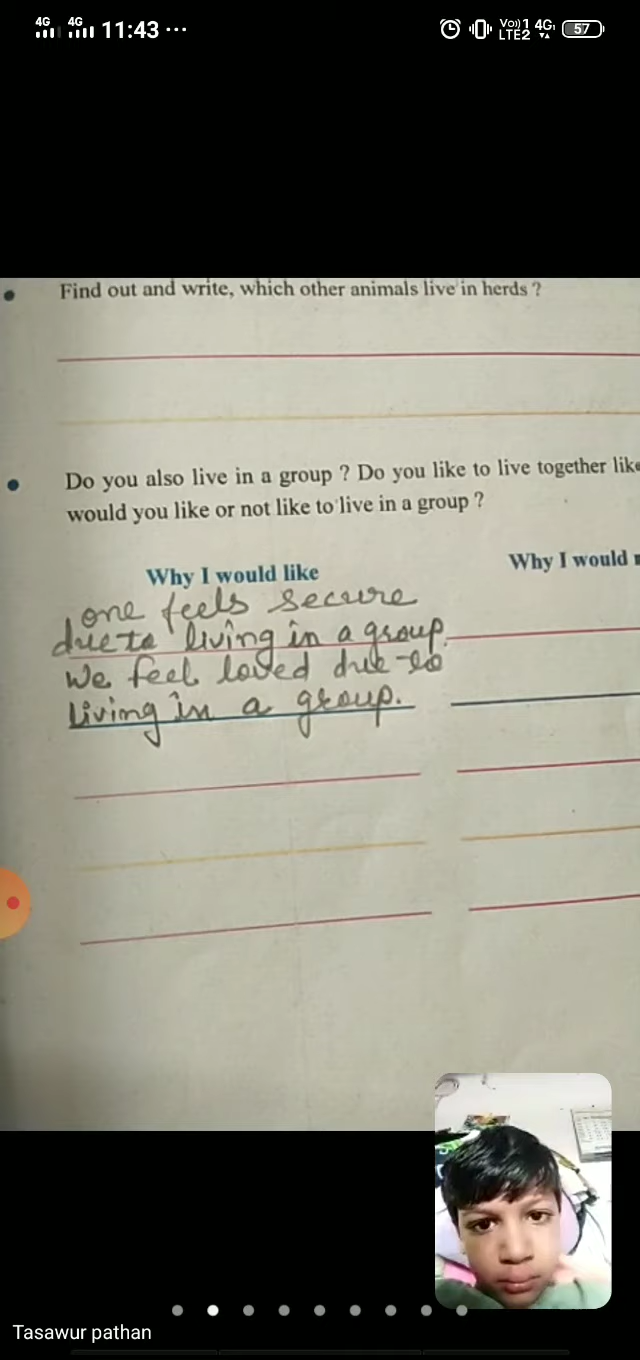 4G 4G 11:43 ...
Vo)) 1 4G
LTE2
57
Find out and write, which other animals live in herds ?
Do you also live in a group ? Do you like to live together like
would you like or not like to live in a group ?
Why I would like
Why I would
one feels secure
due to living in a group.
We feel loved due to
living in a group.
Tasawur pathan